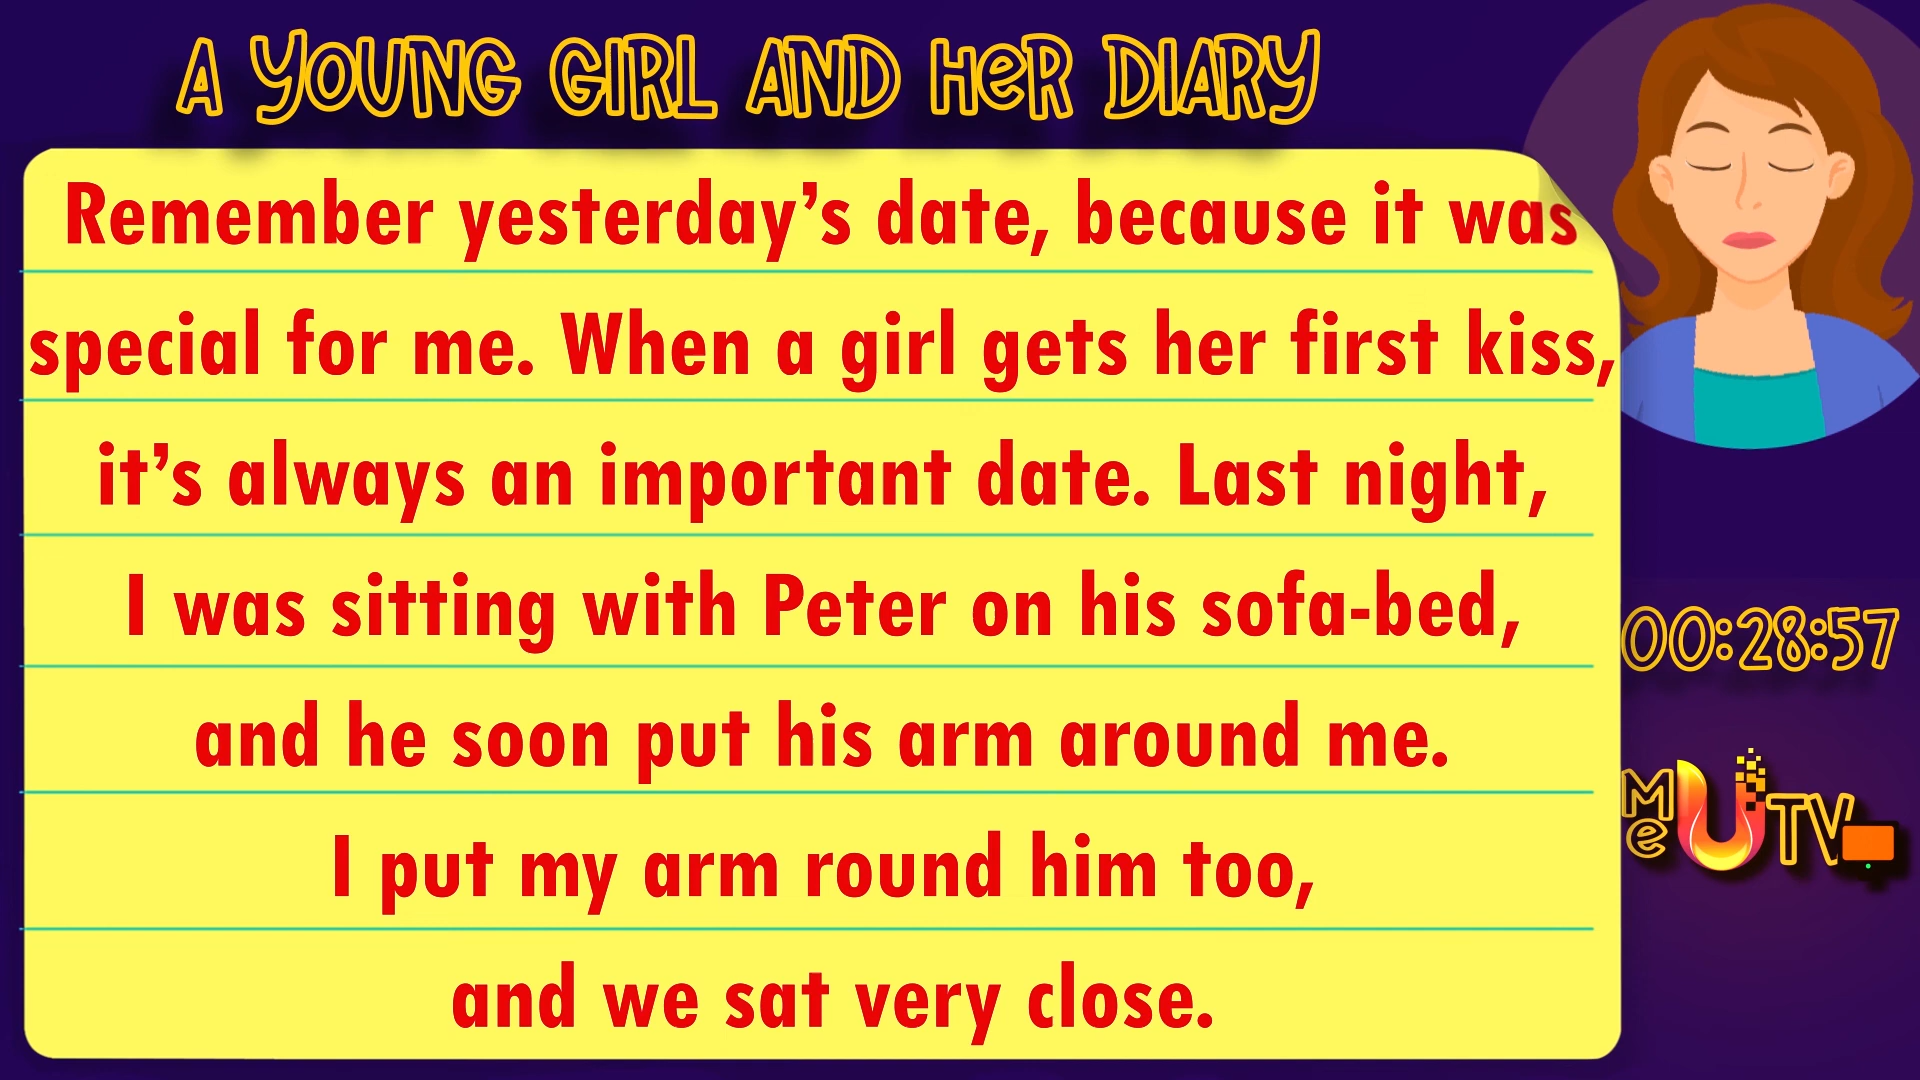 A YOUNG GIRL AND HeR DIARY
Remember yesterday’s date, because it was
special for me. When a girl gets her first kiss,
it’s always an important date. Last night,
I was sitting with Peter on his sofa-bed,
and he soon put his arm around me.
I put my arm round him too,
and we sat very close.
00:28:57
Me U TV